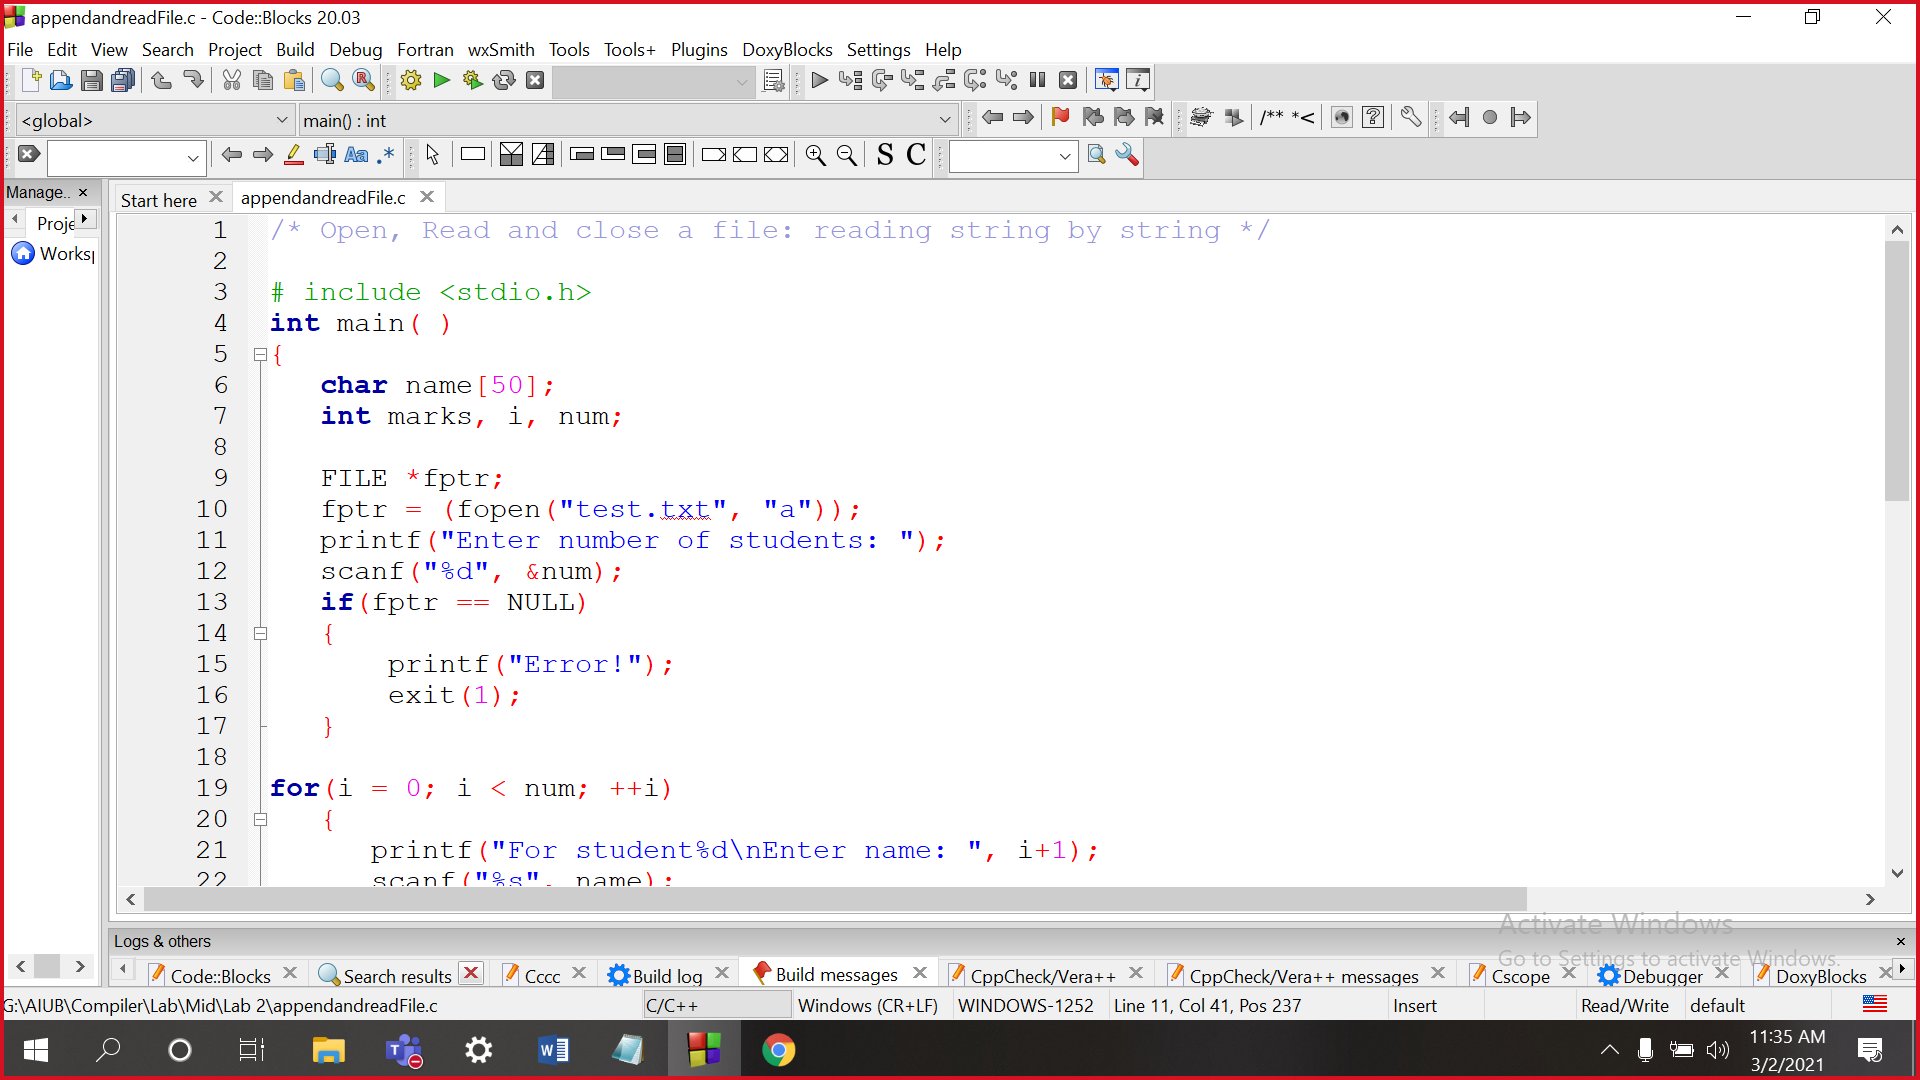 appendandreadFile.c - Code::Blocks 20.03
File Edit View Search Project Build Debug Fortran wxSmith Tools Tools+ Plugins DoxyBlocks Settings Help
<global> main() : int /** *<
Aa .* S C
Manage.. Start here appendandreadFile.c
Proje
Works
1 /* Open, Read and close a file: reading string by string */
2
3 # include <stdio.h>
4 int main( )
5 {
6 char name[50];
7 int marks, i, num;
8
9 FILE *fptr;
10 fptr = (fopen("test.txt", "a"));
11 printf("Enter number of students: ");
12 scanf("%d", &num);
13 if(fptr == NULL)
14 {
15 printf("Error!");
16 exit(1);
17 }
18
19 for(i = 0; i < num; ++i)
20 {
21 printf("For student%d\nEnter name: ", i+1);
22 scanf("%s", name);
Activate Windows
Go to Settings to activate Windows.
Logs & others
Code::Blocks Search results Cccc Build log Build messages CppCheck/Vera++ CppCheck/Vera++ messages Cscope Debugger DoxyBlocks
G:\AIUB\Compiler\Lab\Mid\Lab 2\appendandreadFile.c C/C++ Windows (CR+LF) WINDOWS-1252 Line 11, Col 41, Pos 237 Insert Read/Write default
11:35 AM
3/2/2021